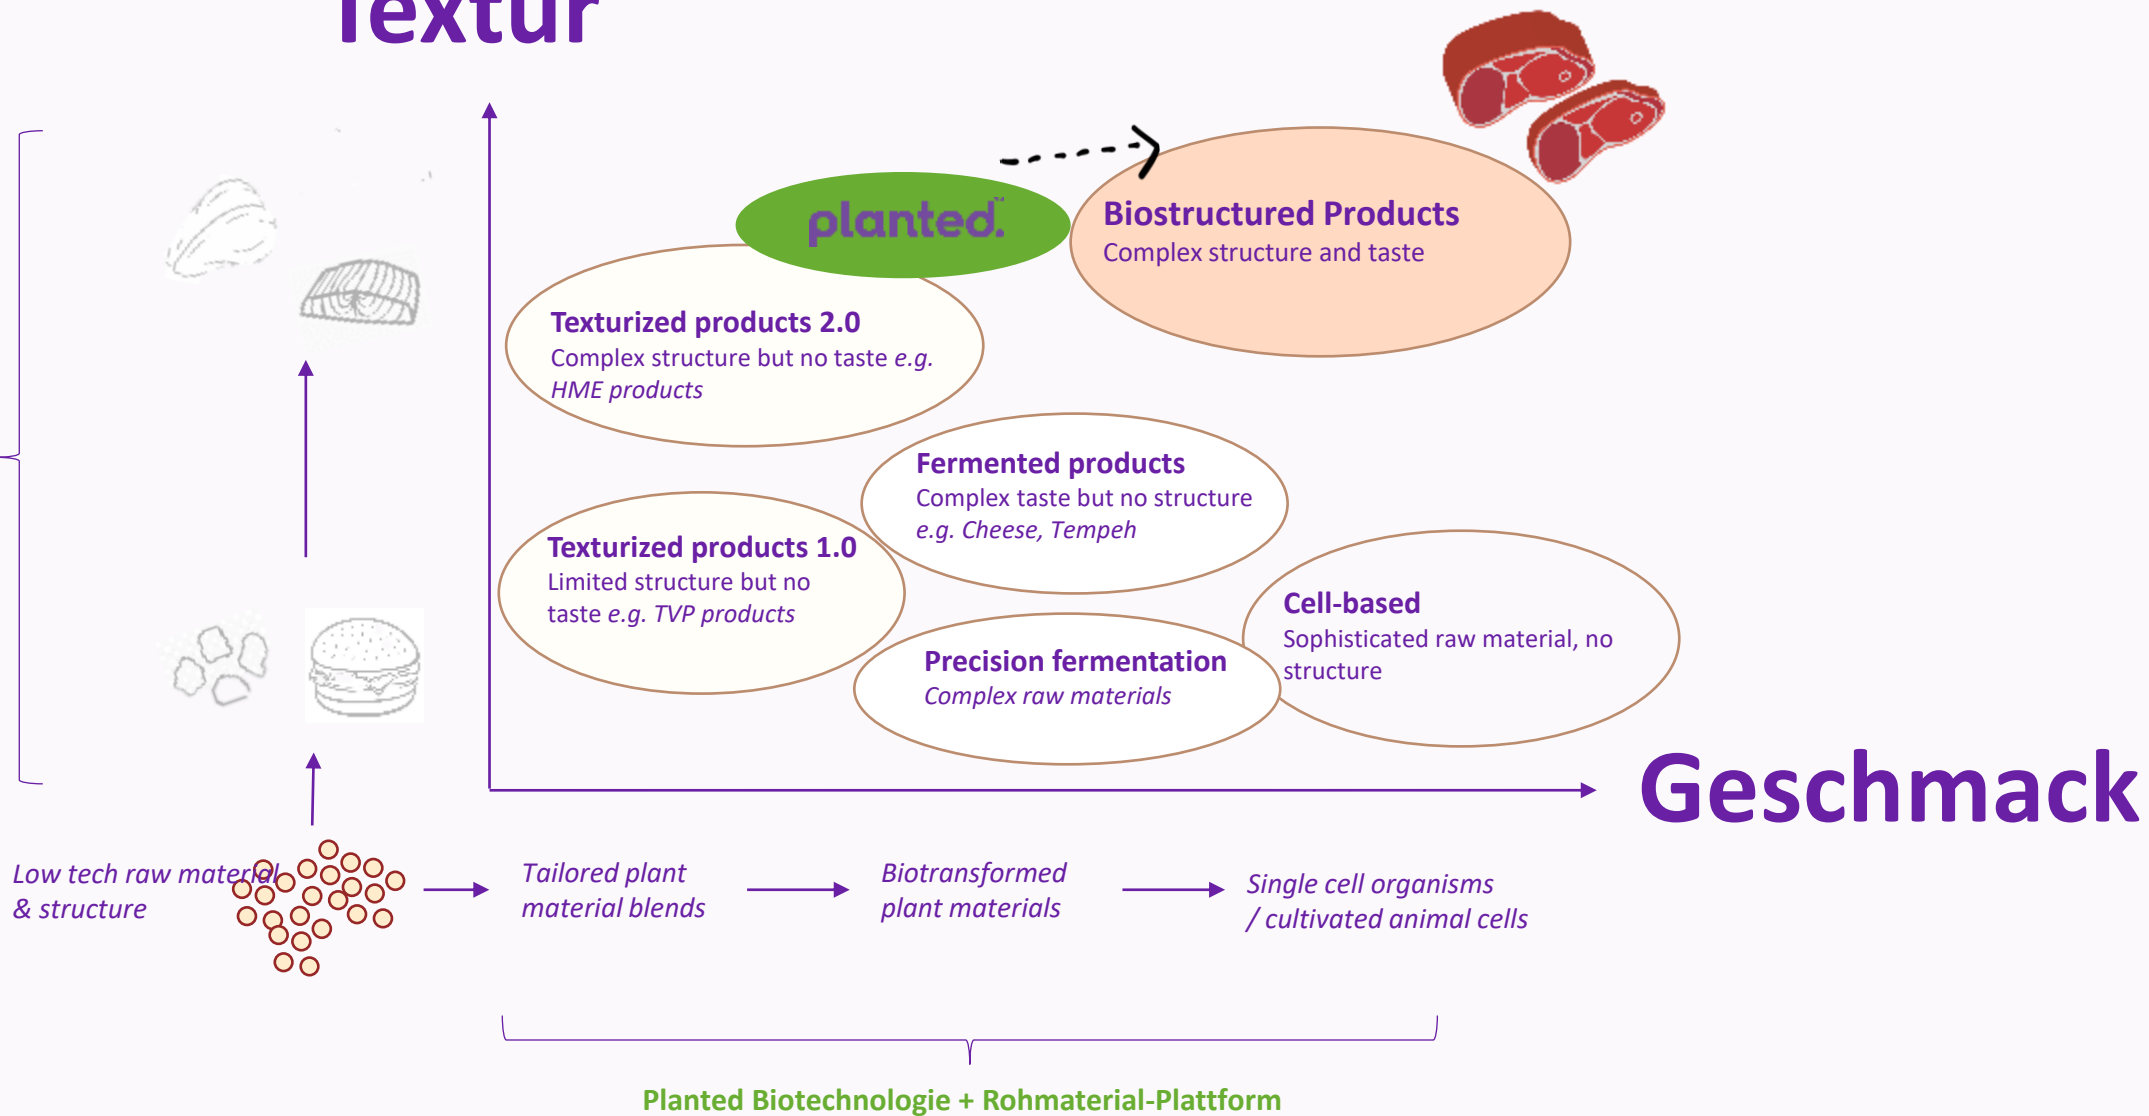 Textur
planted.™
Biostructured Products
Complex structure and taste
Texturized products 2.0
Complex structure but no taste e.g.
HME products
Fermented products
Complex taste but no structure
e.g. Cheese, Tempeh
Texturized products 1.0
Limited structure but no
taste e.g. TVP products
Cell-based
Sophisticated raw material, no
structure
Precision fermentation
Complex raw materials
Geschmack
Low tech raw material
& structure
Tailored plant
material blends
Biotransformed
plant materials
Single cell organisms
/ cultivated animal cells
Planted Biotechnologie + Rohmaterial-Plattform